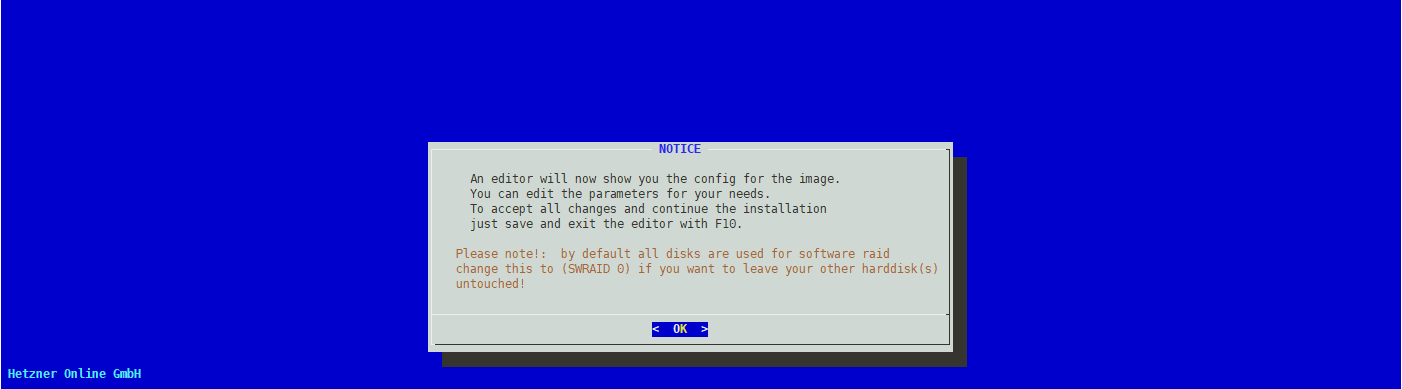 NOTICE
An editor will now show you the config for the image.
You can edit the parameters for your needs.
To accept all changes and continue the installation
just save and exit the editor with F10.
Please note!:  by default all disks are used for software raid
change this to (SWRAID 0) if you want to leave your other harddisk(s)
untouched!
<  OK  >
Hetzner Online GmbH